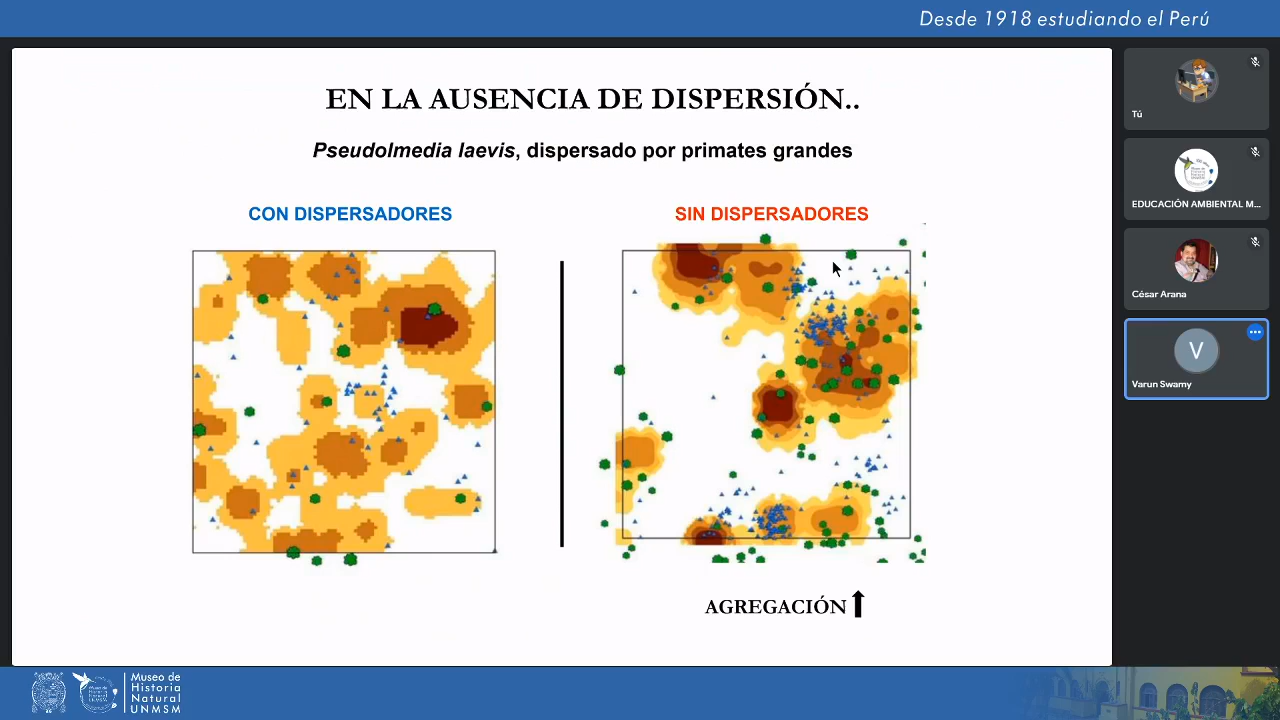 Desde 1918 estudiando el Perú
EN LA AUSENCIA DE DISPERSIÓN..
Pseudolmedia laevis, dispersado por primates grandes
CON DISPERSADORES
SIN DISPERSADORES
AGREGACIÓN
Tú
EDUCACIÓN AMBIENTAL M...
César Arana
V
Varun Swamy
Museo de
Historia
Natural
UNMSM